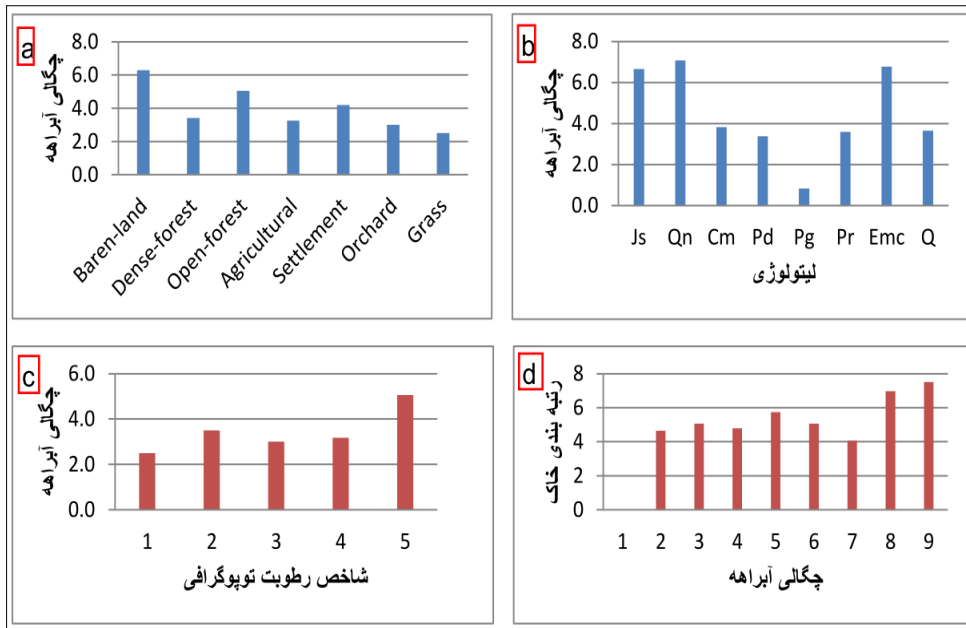 a
چگالی آبراهه
8.0
6.0
4.0
2.0
0.0
Baren-land
Dense-forest
Open-forest
Agricultural
Settlement
Orchard
Grass
b
چگالی آبراهه
8.0
6.0
4.0
2.0
0.0
Js Qn Cm Pd Pg Pr Emc Q
لیتولوژی
c
چگالی آبراهه
6.0
4.0
2.0
0.0
1 2 3 4 5
شاخص رطوبت توپوگرافی
d
رتبه بندی خاک
8
6
4
2
0
1 2 3 4 5 6 7 8 9
چگالی آبراهه